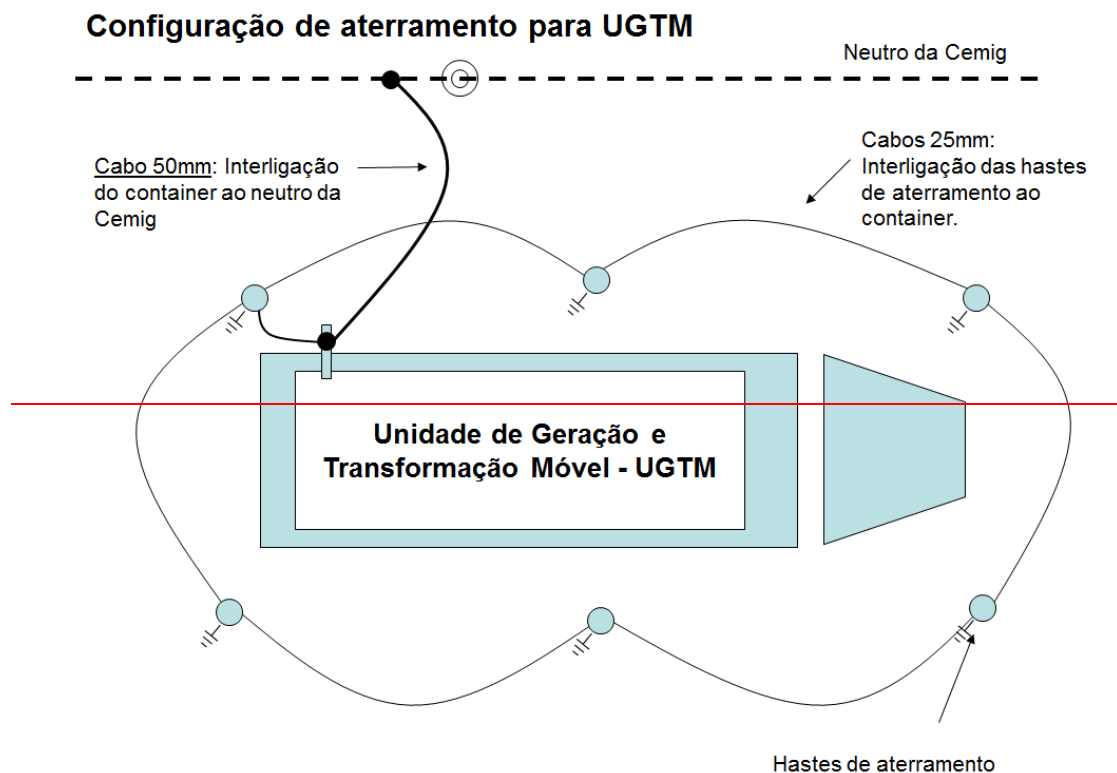 Configuração de aterramento para UGTM
Neutro da Cemig
Cabo 50mm: Interligação
do container ao neutro da
Cemig
Cabos 25mm:
Interligação das hastes
de aterramento ao
container.
Unidade de Geração e
Transformação Móvel - UGTM
Hastes de aterramento